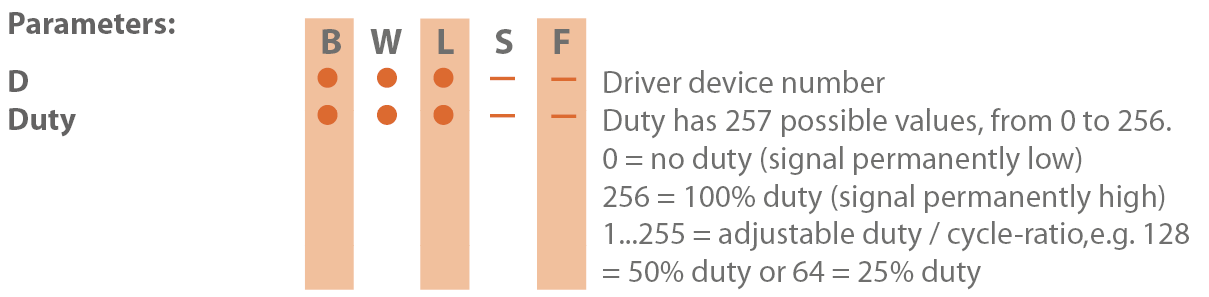 Parameters:
B W L S F
D ● ● ● – – Driver device number
Duty ● ● ● – – Duty has 257 possible values, from 0 to 256.
0 = no duty (signal permanently low)
256 = 100% duty (signal permanently high)
1...255 = adjustable duty / cycle-ratio,e.g. 128
= 50% duty or 64 = 25% duty